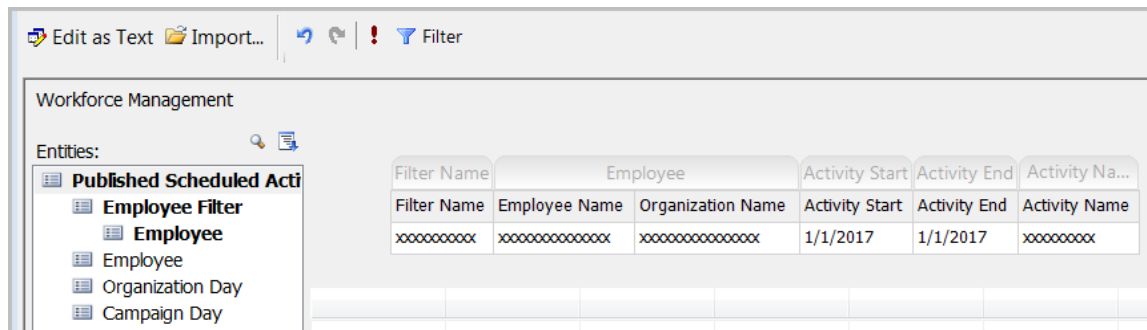 Edit as Text Import... Filter
Workforce Management
Entities:
Published Scheduled Acti
Employee Filter
Employee
Employee
Organization Day
Campaign Day
Filter Name Employee Activity Start Activity End Activity Na...
Filter Name Employee Name Organization Name Activity Start Activity End Activity Name
xxxxxxxxxx xxxxxxxxxxxxxx xxxxxxxxxxxxxxx 1/1/2017 1/1/2017 xxxxxxxxx